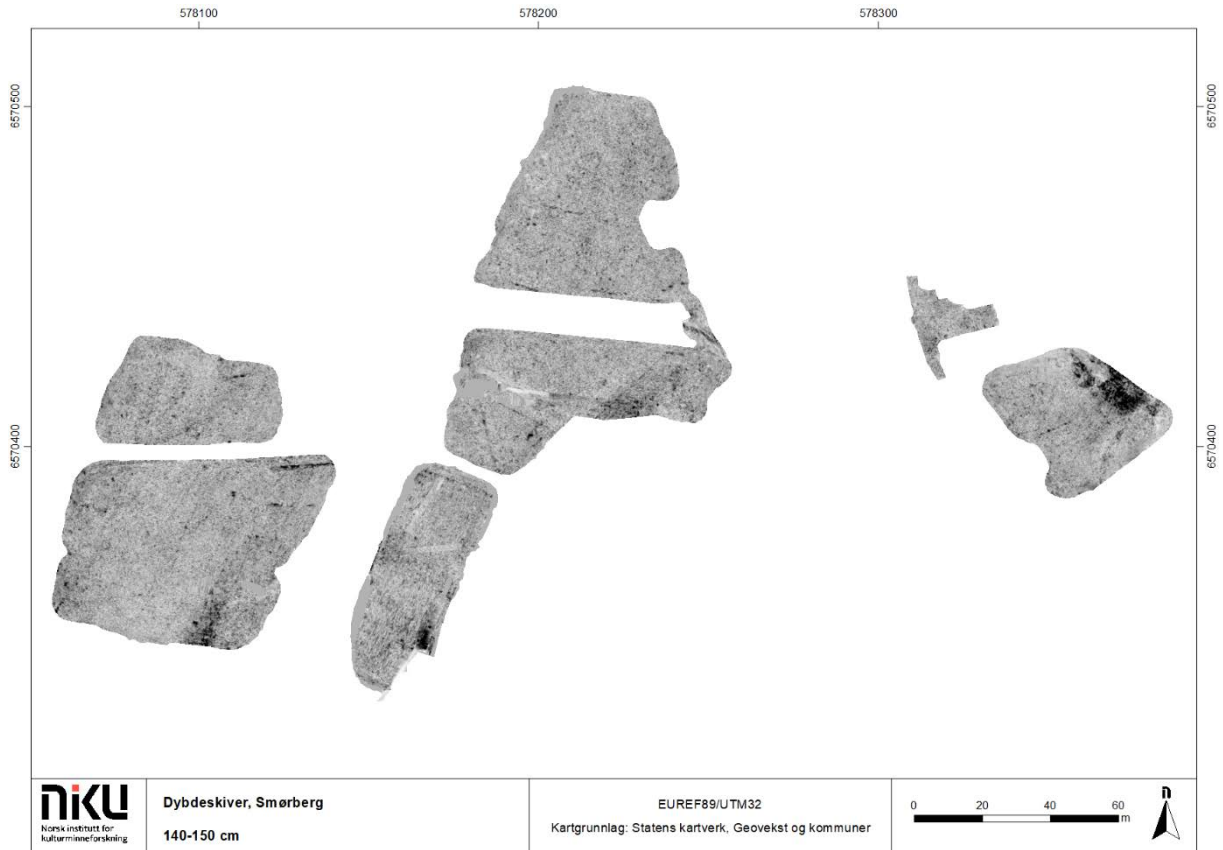 578100
578200
578300
6570500
6570500
6570400
6570400
niku
Norsk institutt for
kulturminneforskning
Dybdeskiver, Smørberg
140-150 cm
EUREF89/UTM32
Kartgrunnlag: Statens kartverk, Geovekst og kommuner
0 20 40 60
m
n